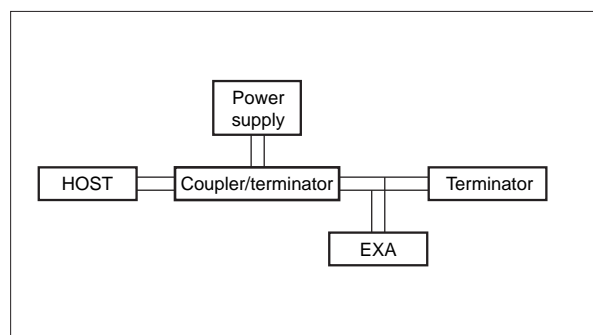 Power
supply
HOST
Coupler/terminator
Terminator
EXA